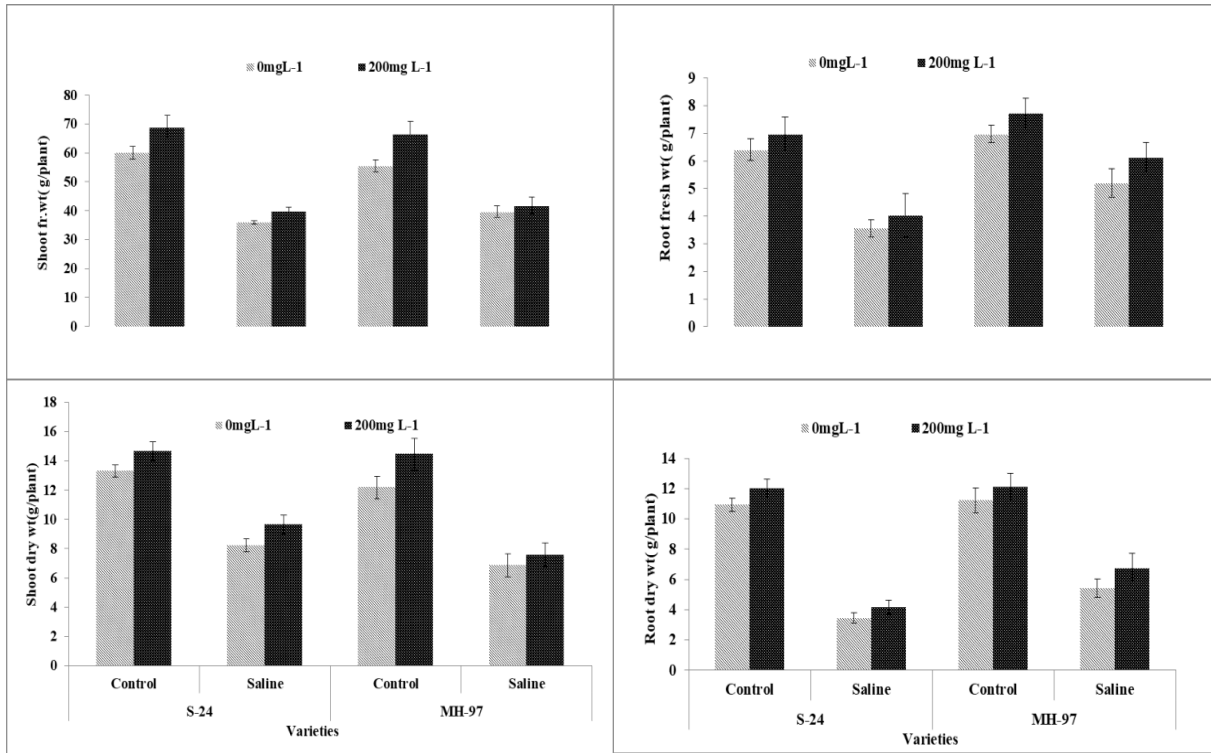 0mgL-1 200mg L-1
Shoot fr.wt( g/plant)
80
70
60
50
40
30
20
10
0
0mgL-1 200mg L-1
Root fresh wt( g/plant)
9
8
7
6
5
4
3
2
1
0
0mgL-1 200mg L-1
Shoot dry wt(g/plant)
18
16
14
12
10
8
6
4
2
0
Control Saline Control Saline
S-24 MH-97
Varieties
0mgL-1 200mg L-1
Root dry wt( g/plant)
14
12
10
8
6
4
2
0
Control Saline Control Saline
S-24 MH-97
Varieties